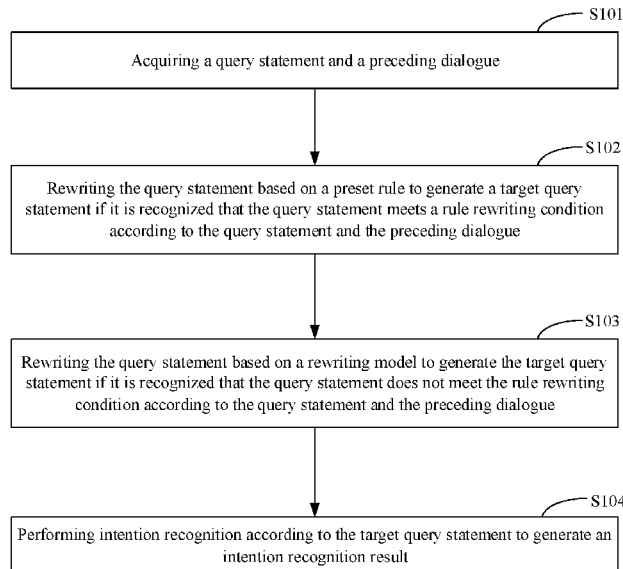 S101
Acquiring a query statement and a preceding dialogue
S102
Rewriting the query statement based on a preset rule to generate a target query
statement if it is recognized that the query statement meets a rule rewriting condition
according to the query statement and the preceding dialogue
S103
Rewriting the query statement based on a rewriting model to generate the target query
statement if it is recognized that the query statement does not meet the rule rewriting
condition according to the query statement and the preceding dialogue
S104
Performing intention recognition according to the target query statement to generate an
intention recognition result